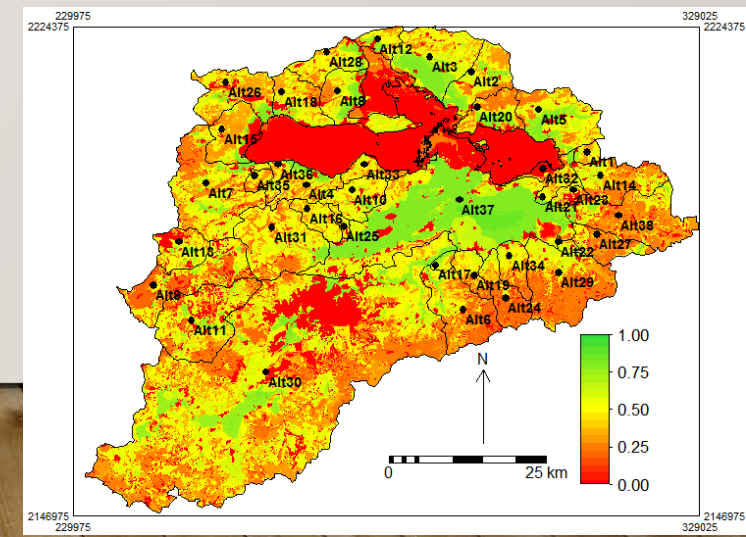 229975
329025
2224375
2224375
Alt12
Alt28
Alt3
Alt2
Alt26
Alt18
Alt8
Alt20
Alt5
Alt15
Alt1
Alt36
Alt33
Alt32
Alt14
Alt7
Alt35
Alt4
Alt10
Alt21
Alt23
Alt37
Alt16
Alt38
Alt31
Alt25
Alt27
Alt13
Alt22
Alt34
Alt17
Alt19
Alt29
Alt9
Alt24
Alt6
Alt11
Alt30
N
1.00
0.75
0.50
0.25
0.00
0
25 km
2146975
2146975
229975
329025